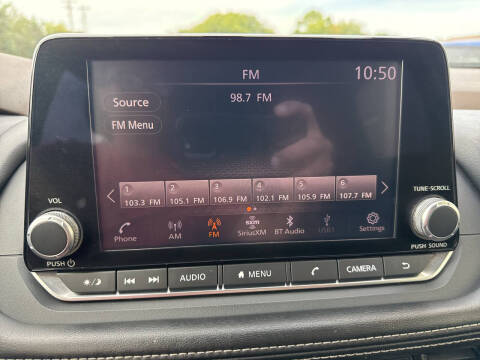 FM
10:50
Source
98.7 FM
FM Menu
1 2 3 4 5 6
103.3 FM 105.1 FM 106.9 FM 102.1 FM 105.9 FM 107.7 FM
VOL
TUNE·SCROLL
Phone AM FM SiriusXM BT Audio USB1 Settings
sxm
PUSH
PUSH SOUND
AUDIO MENU CAMERA